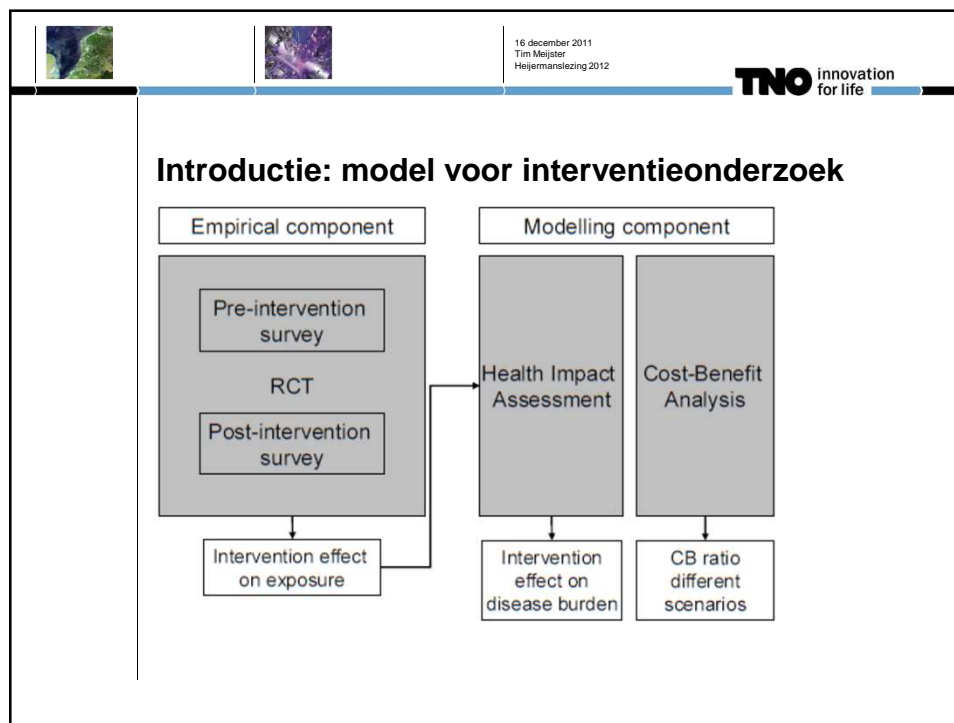 16 december 2011
Tim Meijster
Heijermanslezing 2012
TNO innovation
for life
Introductie: model voor interventieonderzoek
Empirical component
Modelling component
Pre-intervention
survey
RCT
Post-intervention
survey
Health Impact
Assessment
Cost-Benefit
Analysis
Intervention effect
on exposure
Intervention
effect on
disease burden
CB ratio
different
scenarios